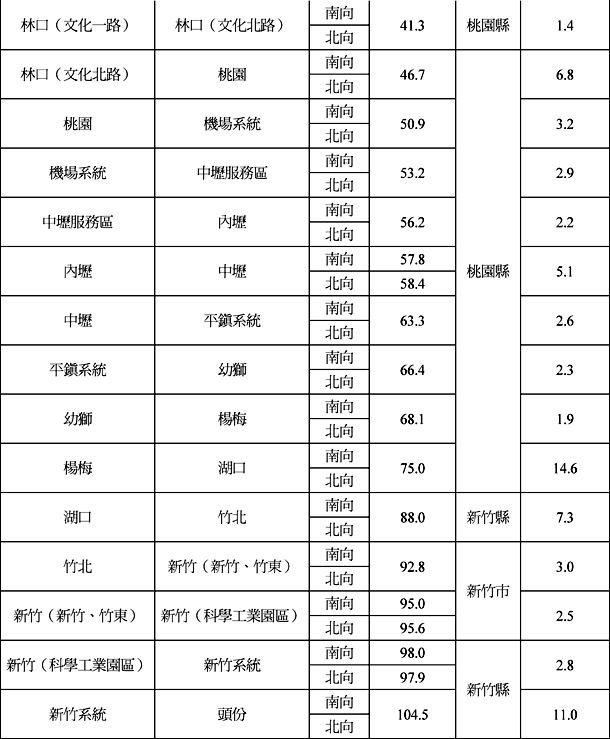 林口（文化一路） 林口（文化北路） 南向 41.3 桃園縣 1.4
北向
林口（文化北路） 桃園 南向 46.7 桃園縣 6.8
北向
桃園 機場系統 南向 50.9 3.2
北向
機場系統 中壢服務區 南向 53.2 2.9
北向
中壢服務區 內壢 南向 56.2 2.2
北向
內壢 中壢 南向 57.8 5.1
北向 58.4
中壢 平鎮系統 南向 63.3 2.6
北向
平鎮系統 幼獅 南向 66.4 2.3
北向
幼獅 楊梅 南向 68.1 1.9
北向
楊梅 湖口 南向 75.0 14.6
北向
湖口 竹北 南向 88.0 新竹縣 7.3
北向
竹北 新竹（新竹、竹東） 南向 92.8 新竹市 3.0
北向
新竹（新竹、竹東） 新竹（科學工業園區） 南向 95.0 2.5
北向 95.6
新竹（科學工業園區） 新竹系統 南向 98.0 新竹縣 2.8
北向 97.9
新竹系統 頭份 南向 104.5 11.0
北向